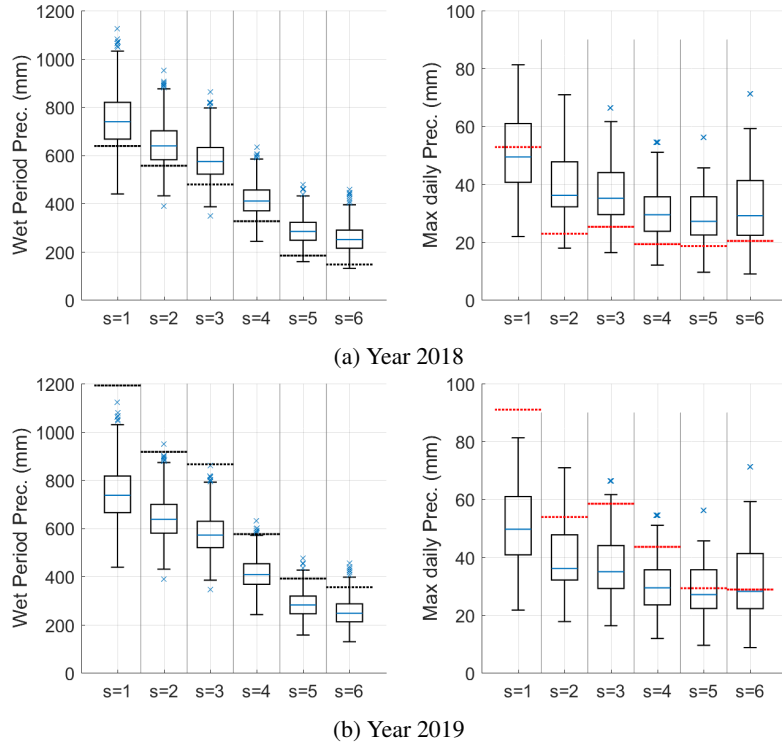 1200
1000
800
600
400
200
0
Wet Period Prec. (mm)
s=1 s=2 s=3 s=4 s=5 s=6
100
80
60
40
20
0
Max daily Prec. (mm)
s=1 s=2 s=3 s=4 s=5 s=6
(a) Year 2018
1200
1000
800
600
400
200
0
Wet Period Prec. (mm)
s=1 s=2 s=3 s=4 s=5 s=6
100
80
60
40
20
0
Max daily Prec. (mm)
s=1 s=2 s=3 s=4 s=5 s=6
(b) Year 2019